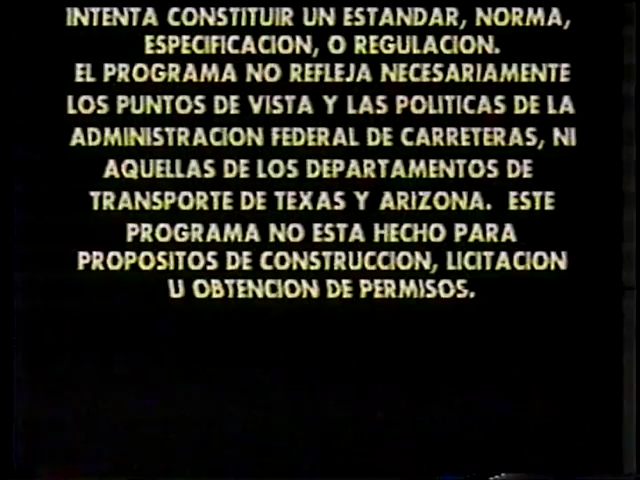 INTENTA CONSTITUIR UN ESTANDAR, NORMA,
ESPECIFICACION, O REGULACION.
EL PROGRAMA NO REFLEJA NECESARIAMENTE
LOS PUNTOS DE VISTA Y LAS POLITICAS DE LA
ADMINISTRACION FEDERAL DE CARRETERAS, NI
AQUELLAS DE LOS DEPARTAMENTOS DE
TRANSPORTE DE TEXAS Y ARIZONA. ESTE
PROGRAMA NO ESTA HECHO PARA
PROPOSITOS DE CONSTRUCCION, LICITACION
U OBTENCION DE PERMISOS.